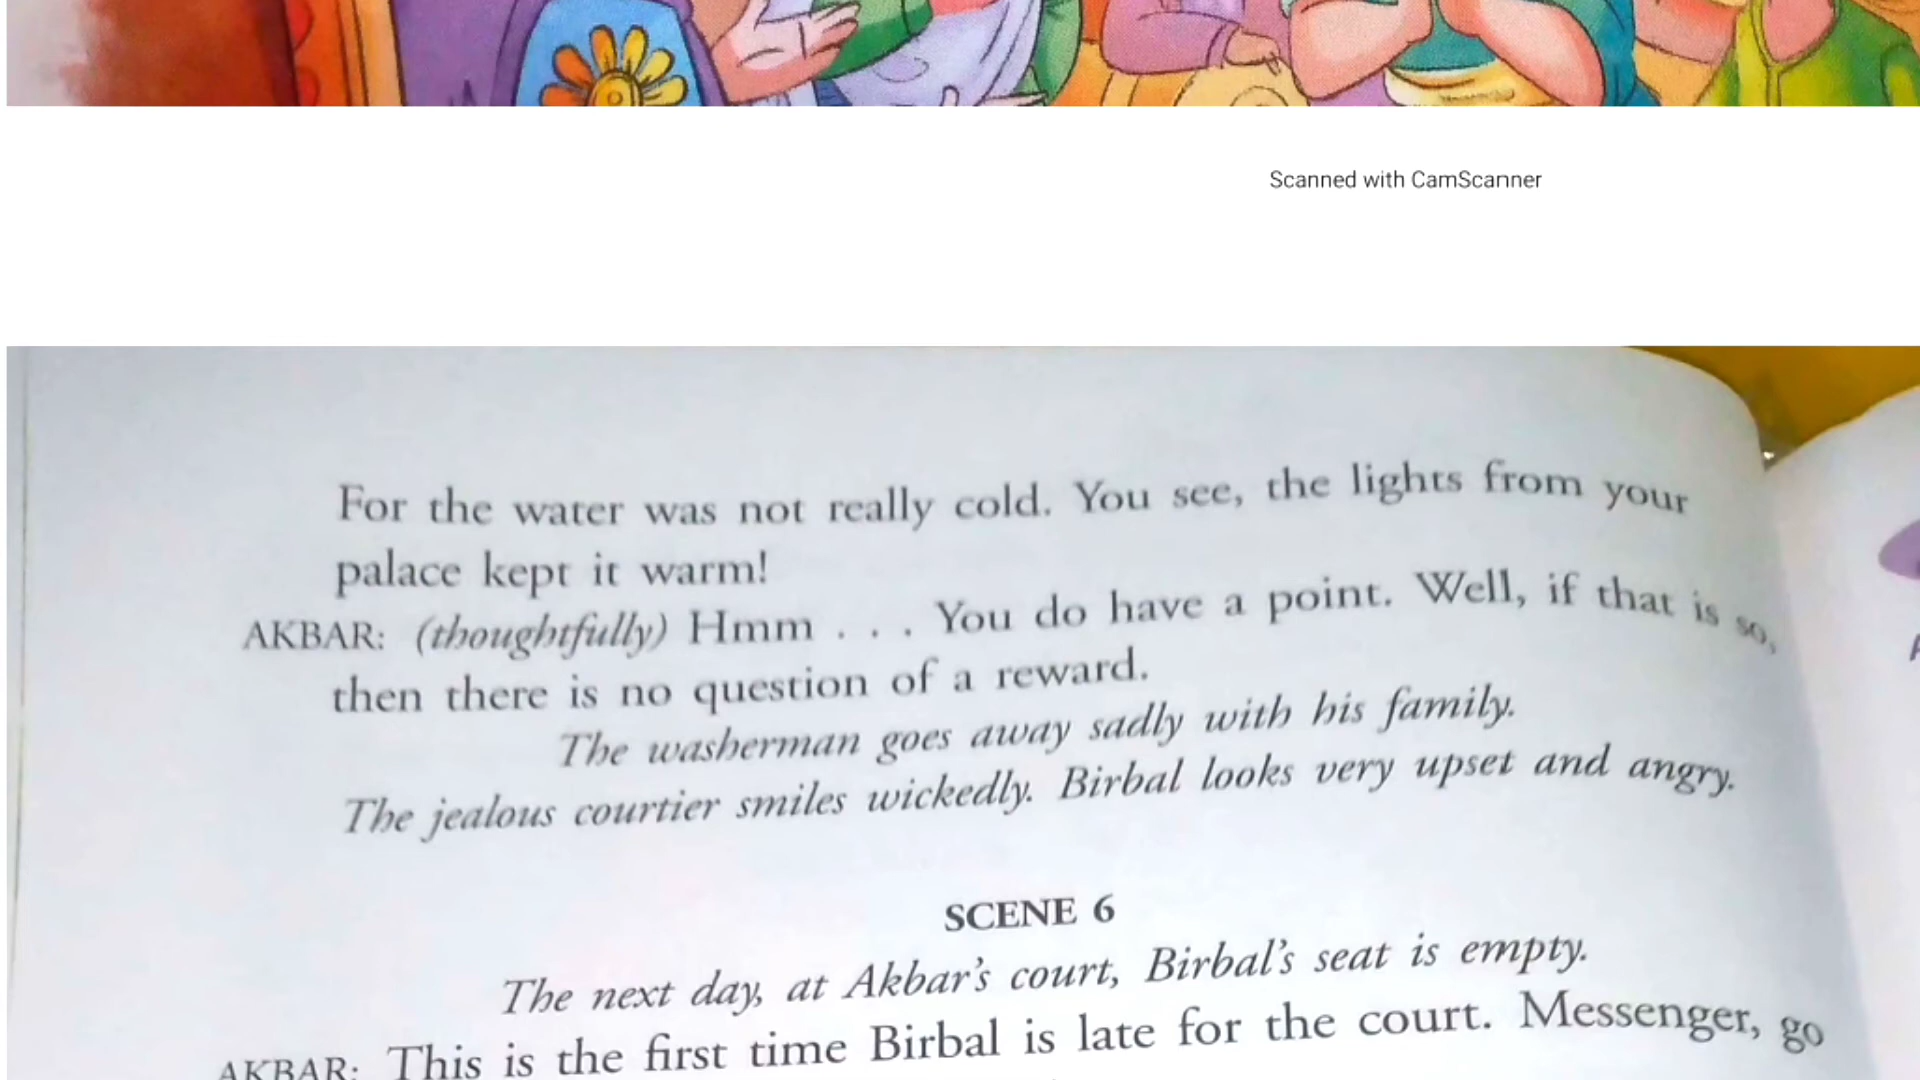 Scanned with CamScanner
For the water was not really cold. You see, the lights from your
palace kept it warm!
AKBAR: (thoughtfully) Hmm . . . You do have a point. Well, if that is so,
then there is no question of a reward.
The washerman goes away sadly with his family.
The jealous courtier smiles wickedly. Birbal looks very upset and angry.
SCENE 6
The next day, at Akbar's court, Birbal's seat is empty.
AKBAR: This is the first time Birbal is late for the court. Messenger, go